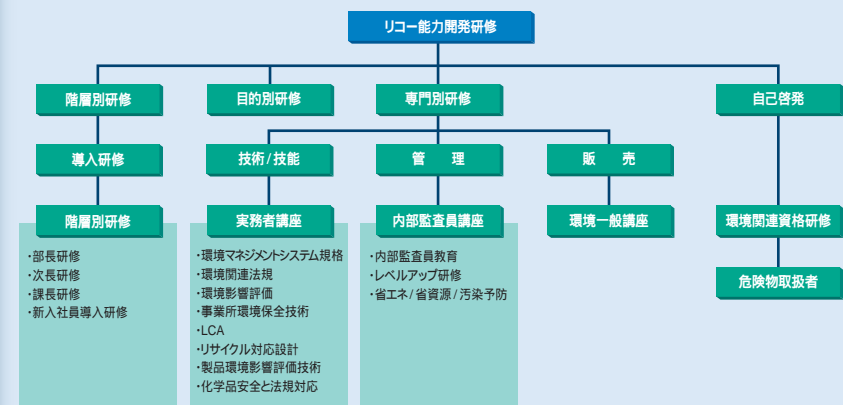 リコー能力開発研修
階層別研修
目的別研修
専門別研修
自己啓発
導入研修
技術/技能
管 理
販 売
階層別研修
実務者講座
内部監査員講座
環境一般講座
環境関連資格研修
・部長研修
・次長研修
・課長研修
・新入社員導入研修
・環境マネジメントシステム規格
・環境関連法規
・環境影響評価
・事業所環境保全技術
・LCA
・リサイクル対応設計
・製品環境影響評価技術
・化学品安全と法規対応
・内部監査員教育
・レベルアップ研修
・省エネ/省資源/汚染予防
危険物取扱者